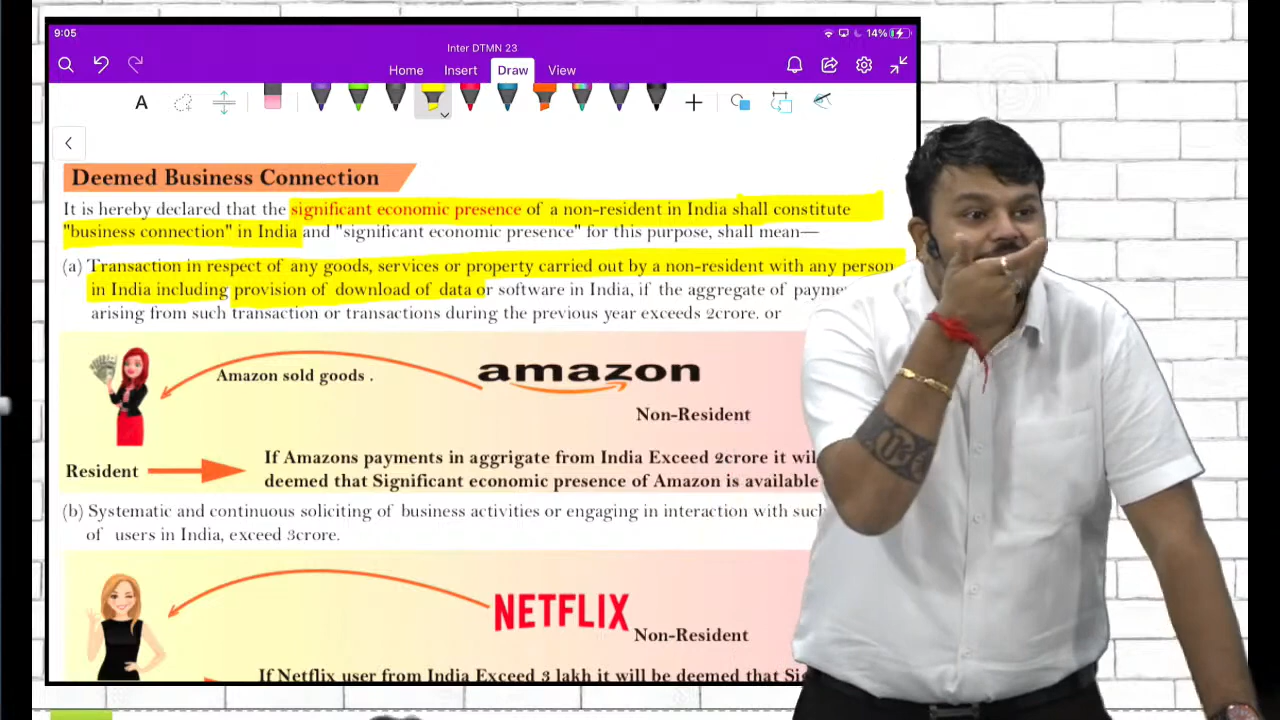 9:05
14%
Inter DTMN 23
Home Insert Draw View
A
Deemed Business Connection
It is hereby declared that the significant economic presence of a non-resident in India shall constitute
"business connection" in India and "significant economic presence" for this purpose, shall mean—
(a) Transaction in respect of any goods, services or property carried out by a non-resident with any person
in India including provision of download of data or software in India, if the aggregate of
arising from such transaction or transactions during the previous year exceeds 2crore. or
Amazon sold goods .
amazon
Non-Resident
Resident
If Amazons payments in aggrigate from India Exceed 2crore it
deemed that Significant economic presence of Amazon is available
(b) Systematic and continuous soliciting of business activities or engaging in interaction with such
of users in India, exceed 3crore.
NETFLIX
Non-Resident
If Netflix user from India Exceed 3 lakh it will be deemed that